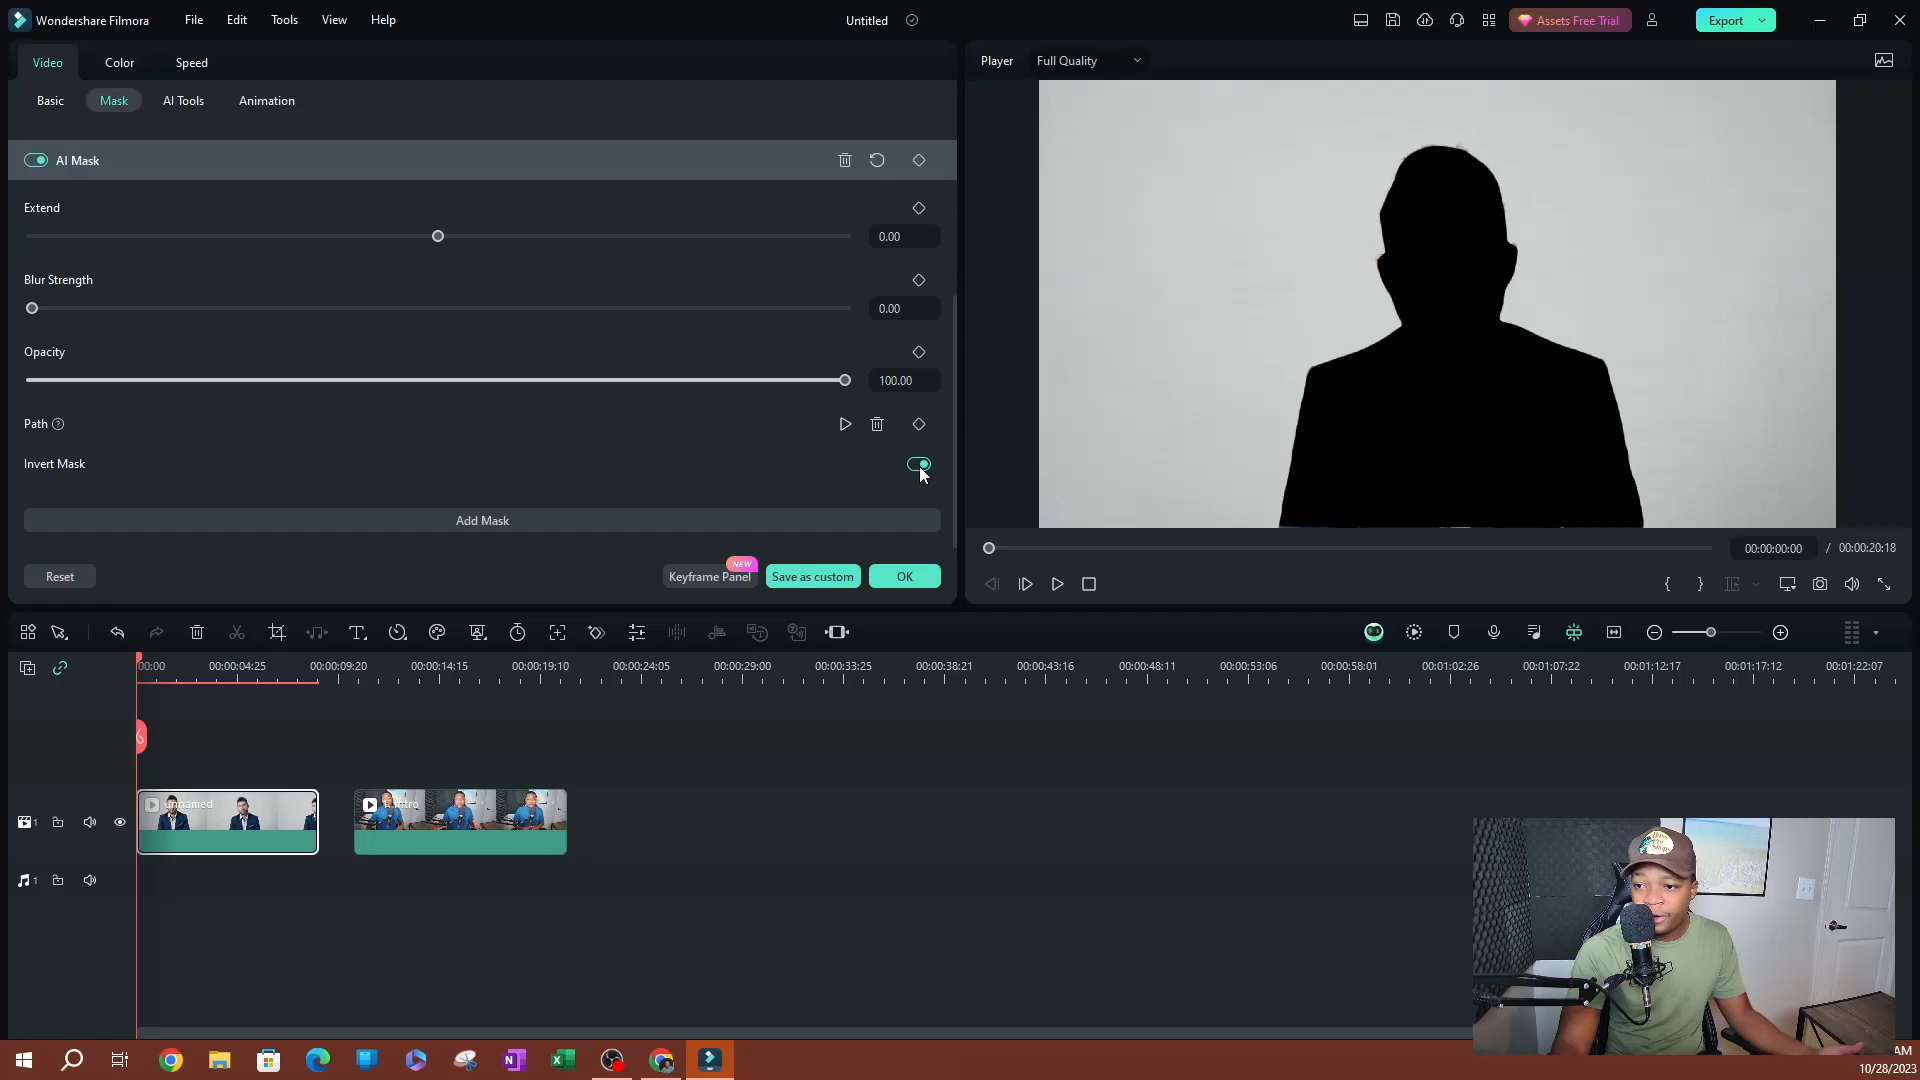 Wondershare Filmora
File Edit Tools View Help
Untitled
Assets Free Trial
Export
Video Color Speed
Player Full Quality
Basic Mask AI Tools Animation
AI Mask
Extend
0.00
Blur Strength
0.00
Opacity
100.00
Path
Invert Mask
Add Mask
00:00:00:00 / 00:00:20:18
NEW
Reset Keyframe Panel Save as custom OK
00:00 00:00:04:25 00:00:09:20 00:00:14:15 00:00:19:10 00:00:24:05 00:00:29:00 00:00:33:25 00:00:38:21 00:00:43:16 00:00:48:11 00:00:53:06 00:00:58:01 00:01:02:26 00:01:07:22 00:01:12:17 00:01:17:12 00:01:22:07
unnamed
intro
1
1
Bass
Pro
Shops
AM
10/28/2023